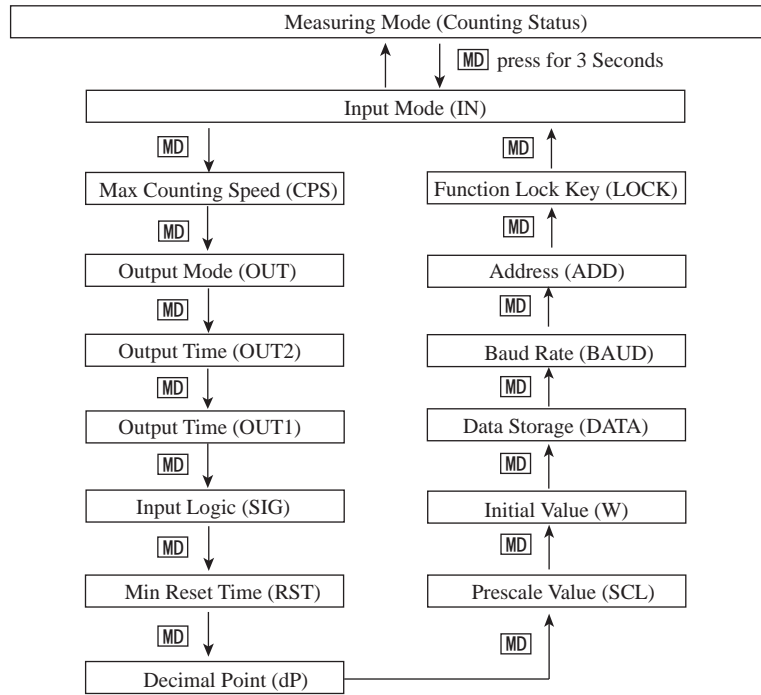 Measuring Mode (Counting Status)
MD press for 3 Seconds
Input Mode (IN)
MD
MD
Max Counting Speed (CPS)
Function Lock Key (LOCK)
MD
MD
Output Mode (OUT)
Address (ADD)
MD
MD
Output Time (OUT2)
Baud Rate (BAUD)
MD
MD
Output Time (OUT1)
Data Storage (DATA)
MD
MD
Input Logic (SIG)
Initial Value (W)
MD
MD
Min Reset Time (RST)
Prescale Value (SCL)
MD
MD
Decimal Point (dP)